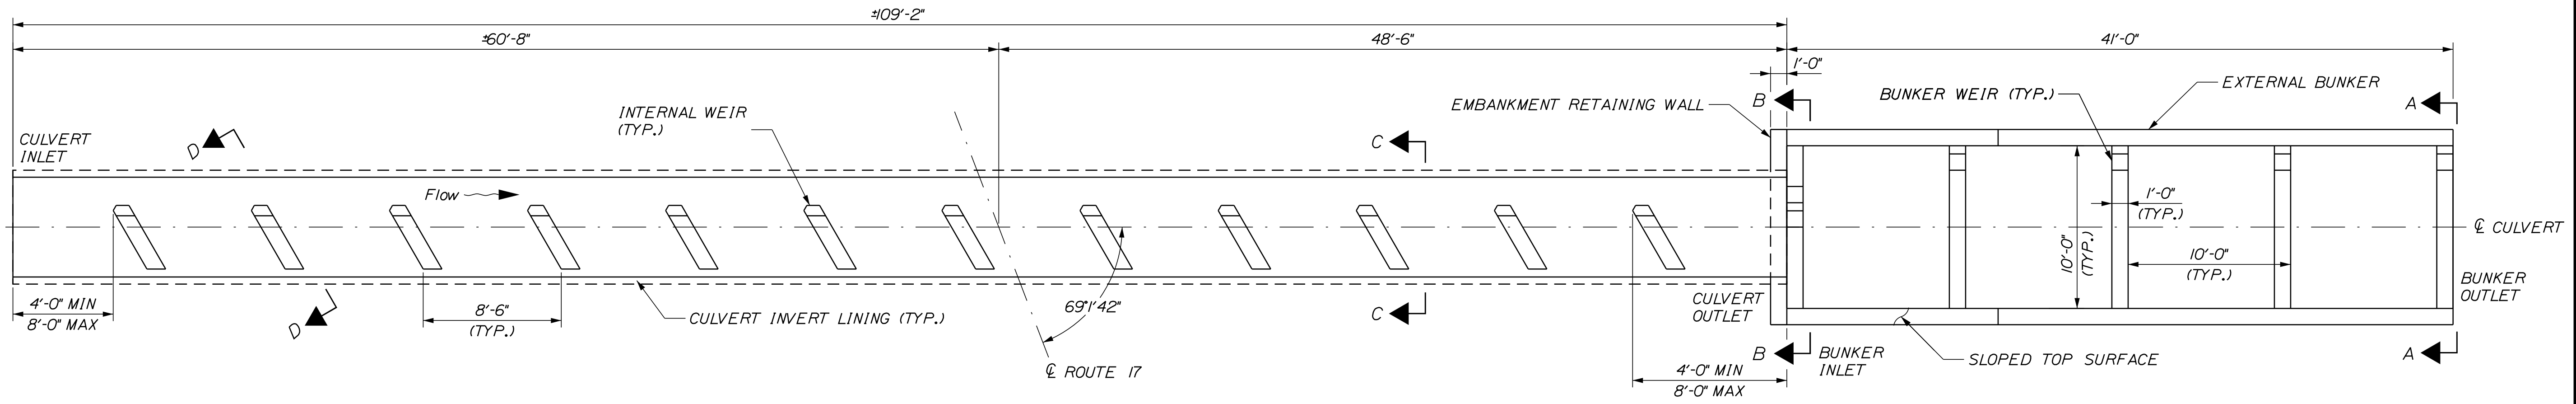 ±109'-2"
±60'-8"
48'-6"
41'-0"
1'-0"
EXTERNAL BUNKER
BUNKER WEIR (TYP.)
EMBANKMENT RETAINING WALL
B
A
INTERNAL WEIR
(TYP.)
CULVERT
INLET
D
C
Flow
1'-0"
(TYP.)
℄ CULVERT
10'-0"
(TYP.)
10'-0"
(TYP.)
BUNKER
OUTLET
4'-0" MIN
8'-0" MAX
8'-6"
(TYP.)
D
CULVERT INVERT LINING (TYP.)
69°1'42"
CULVERT
OUTLET
C
℄ ROUTE 17
B
BUNKER
INLET
SLOPED TOP SURFACE
A
4'-0" MIN
8'-0" MAX